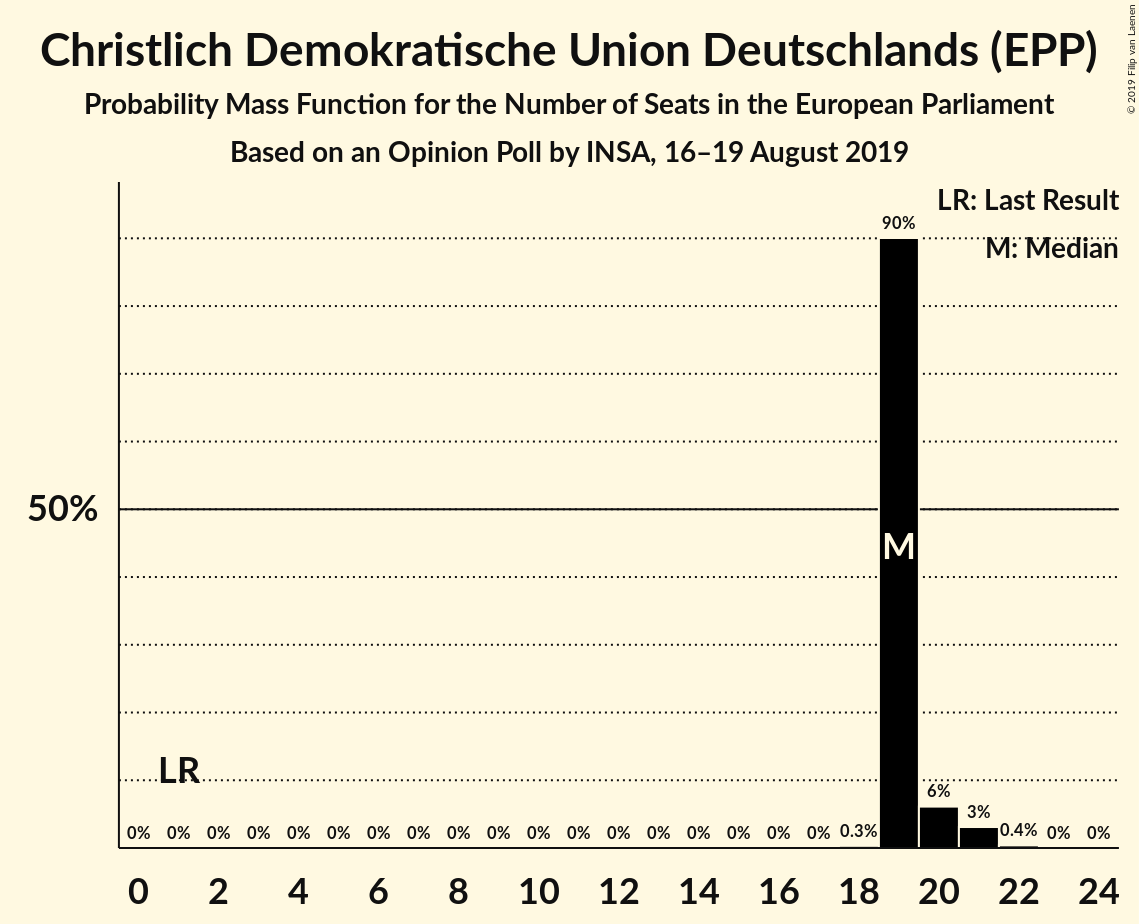 Christlich Demokratische Union Deutschlands (EPP)
Probability Mass Function for the Number of Seats in the European Parliament
Based on an Opinion Poll by INSA, 16–19 August 2019
© 2019 Filip van Laenen
LR: Last Result
M: Median
90%
50%
M
LR
0% 0% 0% 0% 0% 0% 0% 0% 0% 0% 0% 0% 0% 0% 0% 0% 0% 0% 0.3% 6% 3% 0.4% 0% 0%
0 2 4 6 8 10 12 14 16 18 20 22 24